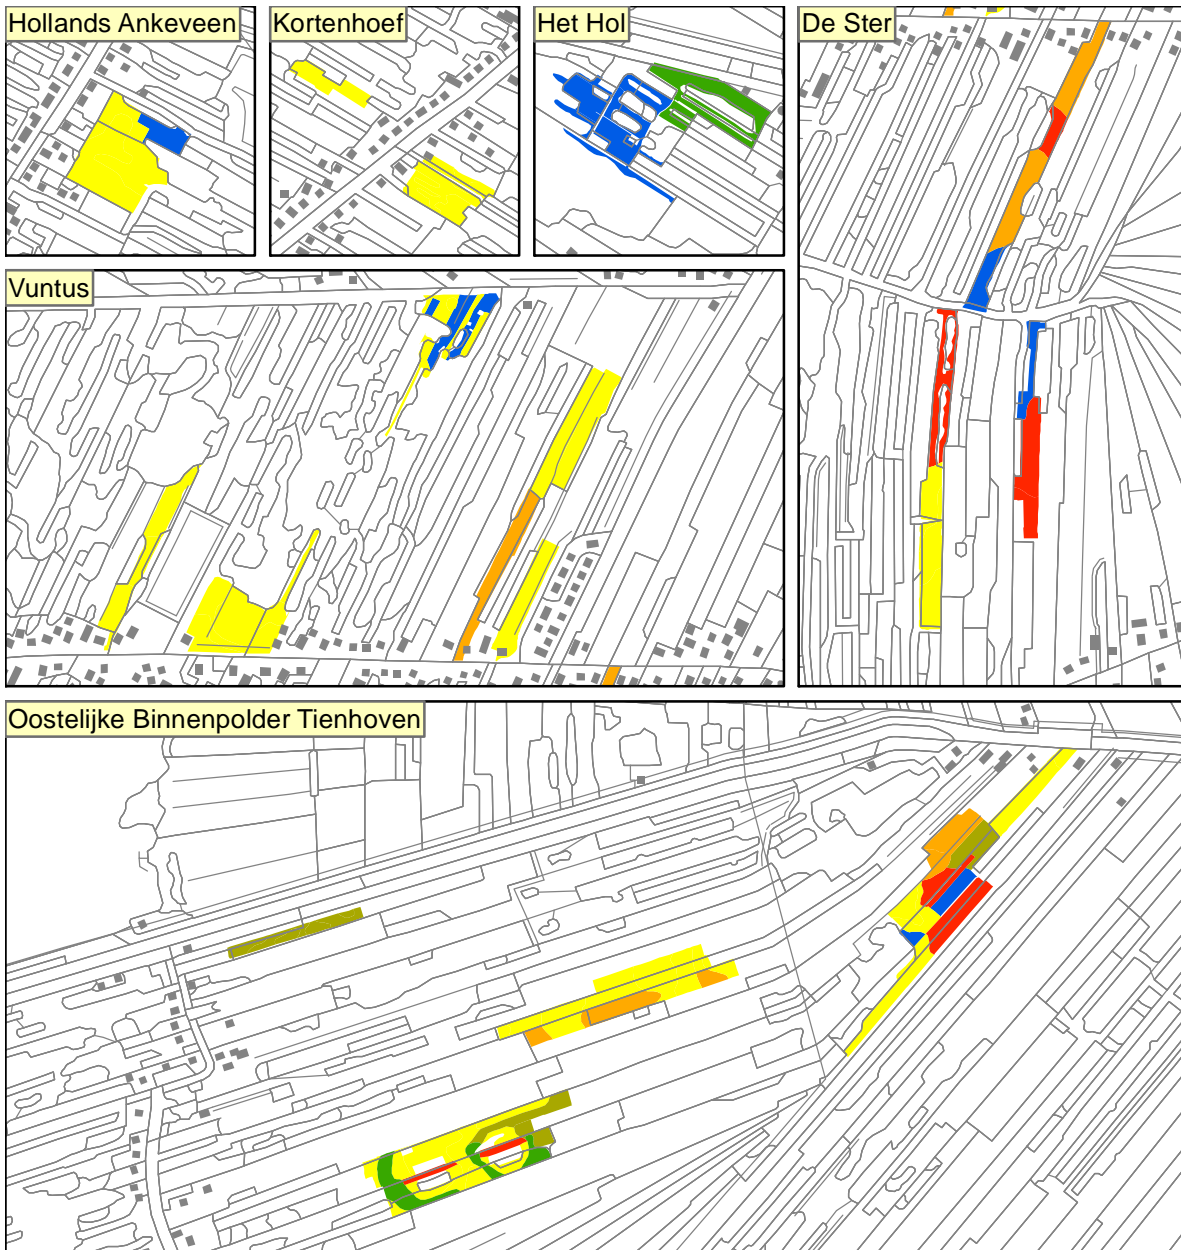 Hollands Ankeveen
Kortenhoef
Het Hol
De Ster
Vuntus
Oostelijke Binnenpolder Tienhoven